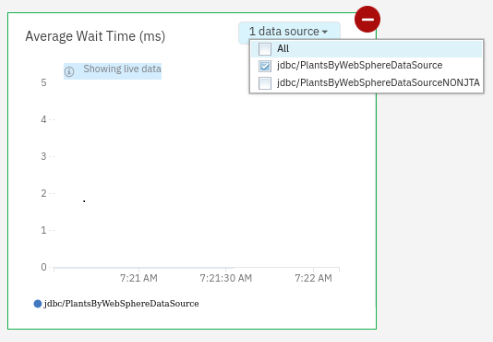 Average Wait Time (ms)
1 data source
All
jdbc/PlantsByWebSphereDataSource
jdbc/PlantsByWebSphereDataSourceNONJTA
Showing live data
5
4
3
2
1
0
7:21 AM
7:21:30 AM
7:22 AM
jdbc/PlantsByWebSphereDataSource